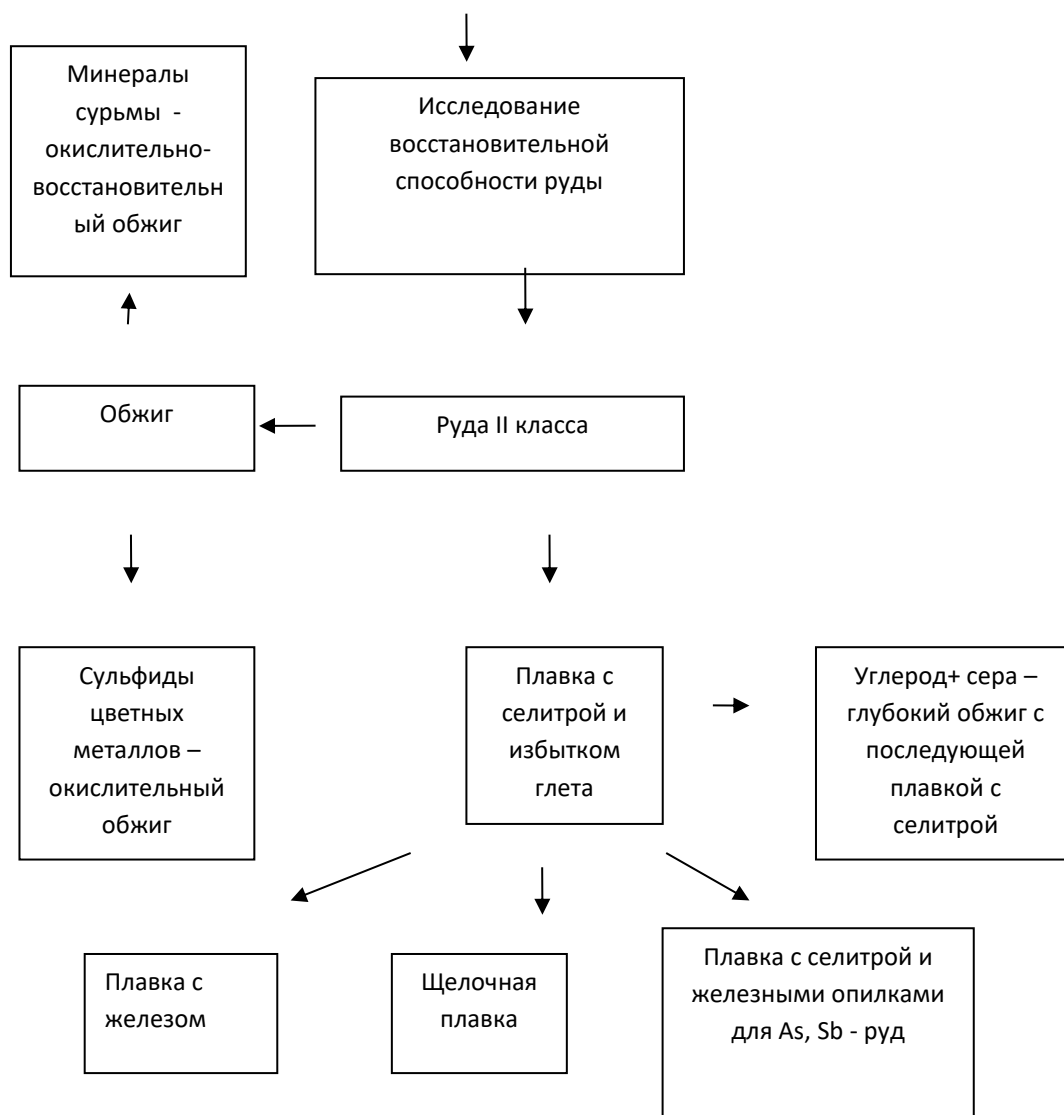 Минералы
сурьмы -
окислительно-
восстановительн
ый обжиг
Исследование
восстановительной
способности руды
Обжиг
Руда II класса
Сульфиды
цветных
металлов –
окислительный
обжиг
Плавка с
селитрой и
избытком
глета
Углерод+ сера –
глубокий обжиг с
последующей
плавкой с
селитрой
Плавка с
железом
Щелочная
плавка
Плавка с селитрой и
железными опилками
для As, Sb - руд